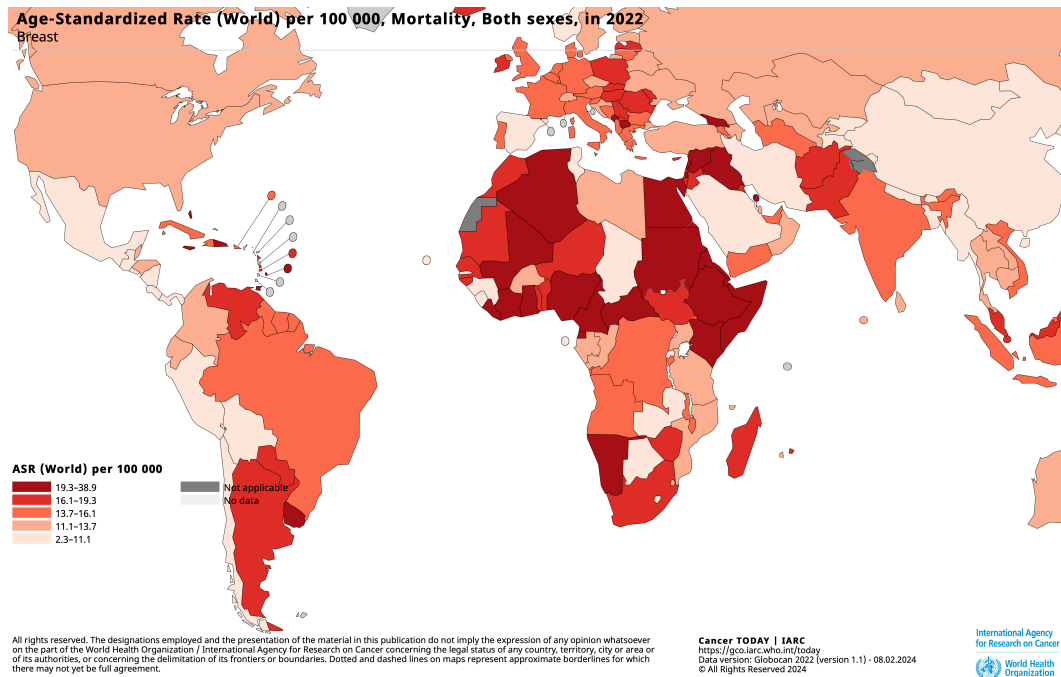 Age-Standardized Rate (World) per 100 000, Mortality, Both sexes, in 2022
Breast
ASR (World) per 100 000
19.3–38.9
16.1–19.3
13.7–16.1
11.1–13.7
2.3–11.1
Not applicable
No data
All rights reserved. The designations employed and the presentation of the material in this publication do not imply the expression of any opinion whatsoever
on the part of the World Health Organization / International Agency for Research on Cancer concerning the legal status of any country, territory, city or area or
of its authorities, or concerning the delimitation of its frontiers or boundaries. Dotted and dashed lines on maps represent approximate borderlines for which
there may not yet be full agreement.
Cancer TODAY | IARC
https://gco.iarc.who.int/today
Data version: Globocan 2022 (version 1.1) - 08.02.2024
© All Rights Reserved 2024
International Agency
for Research on Cancer
World Health
Organization